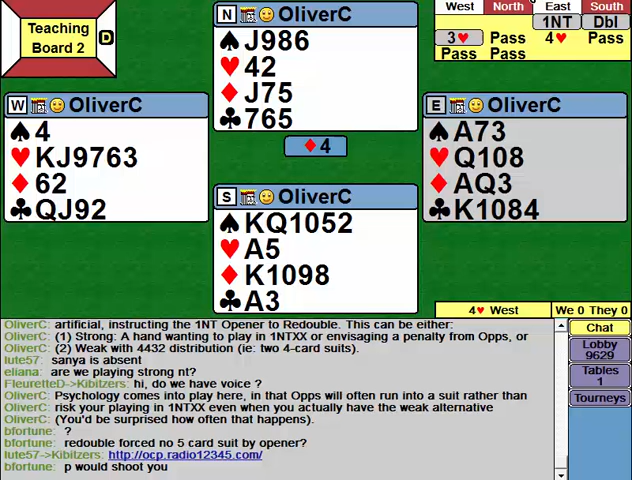 Teaching
Board 2
D
N OliverC
♠ J986
♥ 42
♦ J75
♣ 765
West North East South
1NT Dbl
3♥ Pass 4♥ Pass
Pass Pass
W OliverC
♠ 4
♥ KJ9763
♦ 62
♣ QJ92
♦ 4
E OliverC
♠ A73
♥ Q108
♦ AQ3
♣ K1084
S OliverC
♠ KQ1052
♥ A5
♦ K1098
♣ A3
4♥ West We 0 They 0
OliverC: artificial, instructing the 1NT Opener to Redouble. This can be either:
OliverC: (1) Strong: A hand wanting to play in 1NTXX or envisaging a penalty from Opps, or
OliverC: (2) Weak with 4432 distribution (ie: two 4-card suits).
lute57: sanya is absent
eliana: are we playing strong nt?
FleuretteD->Kibitzers: hi, do we have voice ?
OliverC: Psychology comes into play here, in that Opps will often run into a suit rather than
OliverC: risk your playing in 1NTXX even when you actually have the weak alternative
OliverC: (You'd be surprised how often that happens).
bfortune: ?
bfortune: redouble forced no 5 card suit by opener?
lute57->Kibitzers: http://ocp.radio12345.com/
bfortune: p would shoot you
Chat
Lobby
9629
Tables
1
Tourneys